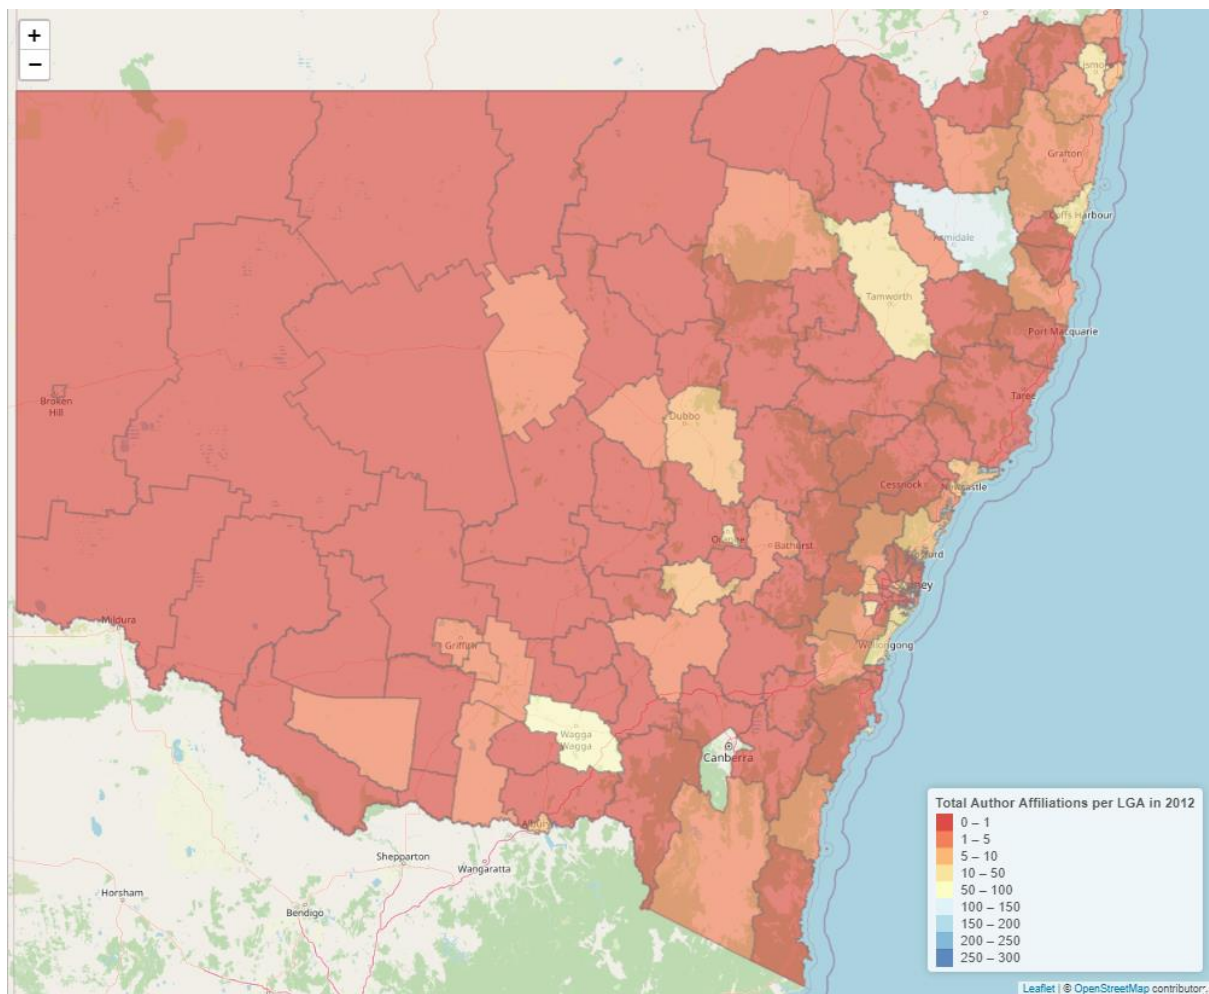 +
−
Lismore
Grafton
Coffs Harbour
Armidale
Tamworth
Port Macquarie
Broken
Hill
Taree
Dubbo
Cessnock
Newcastle
Orange
Bathurst
Gosford
Mildura
Griffith
Wollongong
Wagga
Wagga
Canberra
Albury
Shepparton
Wangaratta
Horsham
Bendigo
Total Author Affiliations per LGA in 2012
0 – 1
1 – 5
5 – 10
10 – 50
50 – 100
100 – 150
150 – 200
200 – 250
250 – 300
Leaflet | © OpenStreetMap contributors